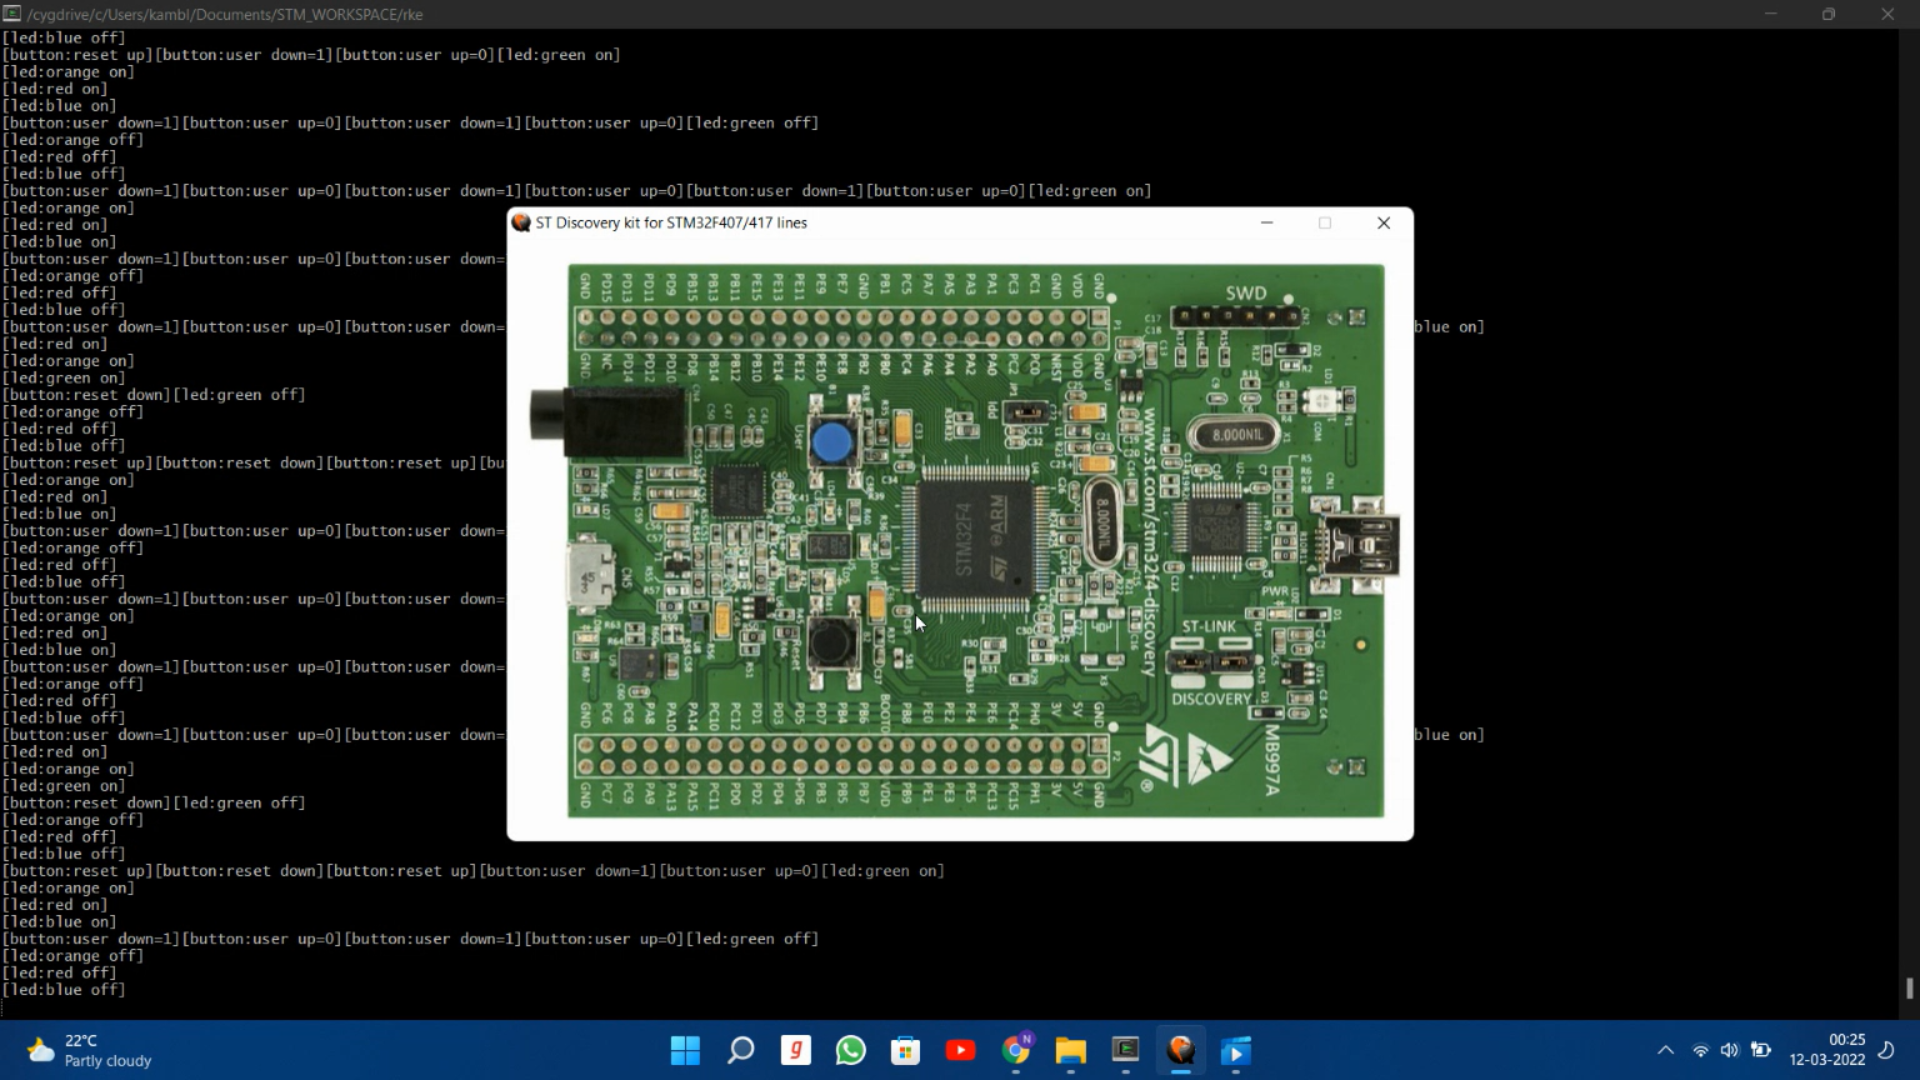 /cygdrive/c/Users/kambl/Documents/STM_WORKSPACE/rke
[led:blue off]
[button:reset up][button:user down=1][button:user up=0][led:green on]
[led:orange on]
[led:red on]
[led:blue on]
[button:user down=1][button:user up=0][button:user down=1][button:user up=0][led:green off]
[led:orange off]
[led:red off]
[led:blue off]
[button:user down=1][button:user up=0][button:user down=1][button:user up=0][button:user down=1][button:user up=0][led:green on]
[led:orange on]
[led:red on]
[led:blue on]
[button:user down=1][button:user up=0][button:user down=
[led:orange off]
[led:red off]
[led:blue off]
[button:user down=1][button:user up=0][button:user down= blue on]
[led:red on]
[led:orange on]
[led:green on]
[button:reset down][led:green off]
[led:orange off]
[led:red off]
[led:blue off]
[button:reset up][button:reset down][button:reset up][bu
[led:orange on]
[led:red on]
[led:blue on]
[button:user down=1][button:user up=0][button:user down=
[led:orange off]
[led:red off]
[led:blue off]
[button:user down=1][button:user up=0][button:user down=
[led:orange on]
[led:red on]
[led:blue on]
[button:user down=1][button:user up=0][button:user down=
[led:orange off]
[led:red off]
[led:blue off]
[button:user down=1][button:user up=0][button:user down= blue on]
[led:red on]
[led:orange on]
[led:green on]
[button:reset down][led:green off]
[led:orange off]
[led:red off]
[led:blue off]
[button:reset up][button:reset down][button:reset up][button:user down=1][button:user up=0][led:green on]
[led:orange on]
[led:red on]
[led:blue on]
[button:user down=1][button:user up=0][button:user down=1][button:user up=0][led:green off]
[led:orange off]
[led:red off]
[led:blue off]
ST Discovery kit for STM32F407/417 lines
GND PD15 PD13 PD11 PD9 PB15 PB13 PB11 PE15 PE13 PE11 PE9 PE7 GND PB1 PC5 PA7 PA5 PA3 PA1 PC3 PC1 GND VDD GND
GND NC PD14 PD12 PD10 PD8 PB14 PB12 PB10 PE14 PE12 PE10 PE8 PB2 PB0 PC4 PA6 PA4 PA2 PA0 PC2 PC0 NRST VDD GND
SWD
User
8.000N1L
STM32F4
ARM
8.000N1L
www.st.com/stm32f4-discovery
CN5
CN1
PWR
ST-LINK
Reset
DISCOVERY
MB997A
GND PC6 PC8 PA8 PA10 PA14 PC10 PC12 PD1 PD3 PD5 PD7 PB4 PB6 BOOT0 PB8 PE0 PE2 PE4 PE6 PC14 PH0 3V 5V GND
GND PC7 PC9 PA9 PA13 PA15 PC11 PD0 PD2 PD4 PD6 PB3 PB5 PB7 VDD PB9 PE1 PE3 PE5 PC13 PC15 PH1 3V 5V GND
22°C
Partly cloudy
00:25
12-03-2022